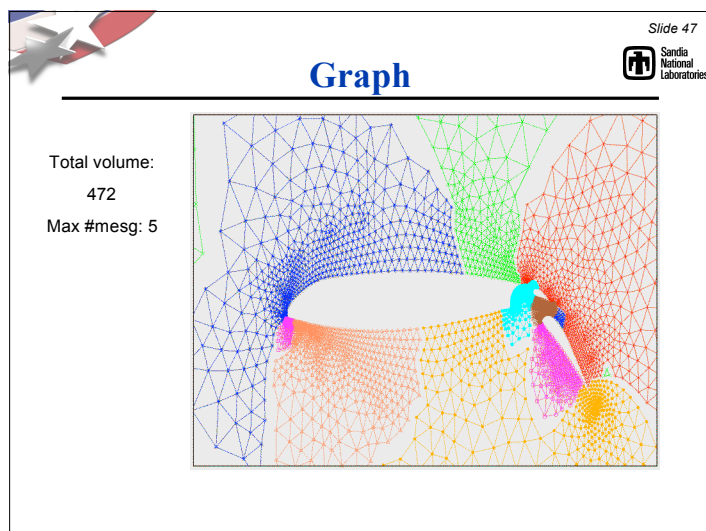 Slide 47
Sandia
National
Laboratories
Graph
Total volume:
472
Max #mesg: 5